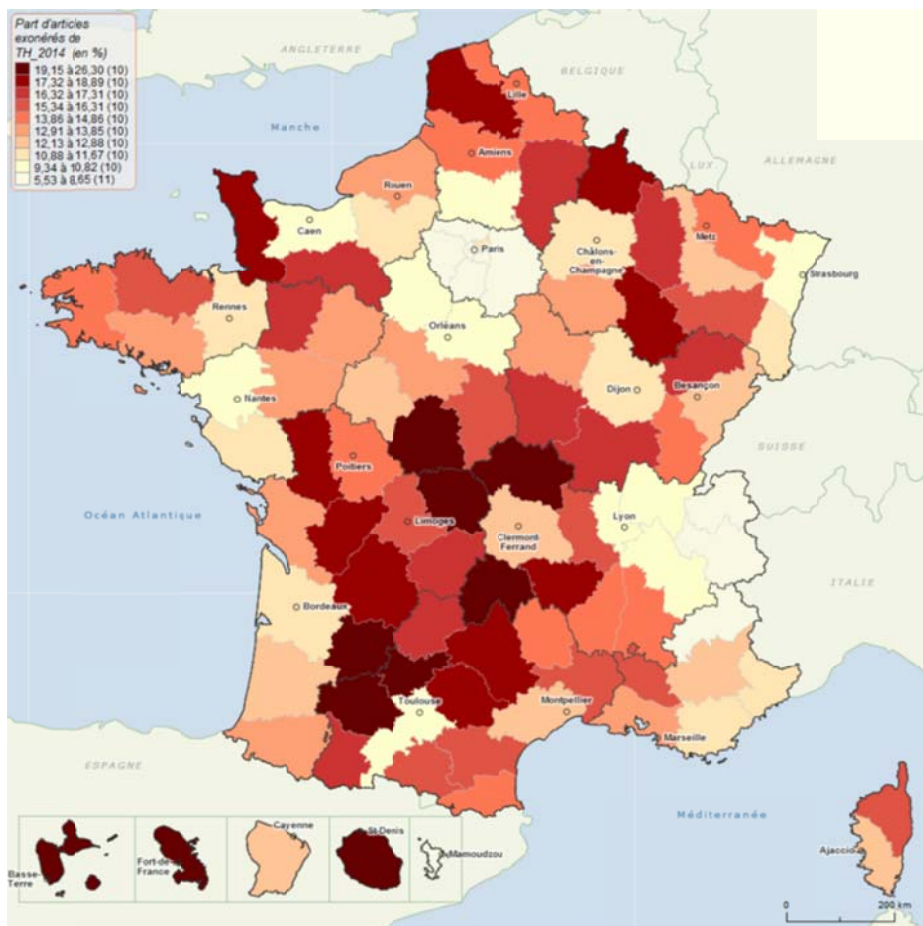 Part d'articles
exonérés de
TH_2014 (en %)
19,15 à 26,30 (10)
17,32 à 18,89 (10)
16,32 à 17,31 (10)
15,34 à 16,31 (10)
13,86 à 14,86 (10)
12,91 à 13,85 (10)
12,13 à 12,88 (10)
10,88 à 11,67 (10)
9,34 à 10,82 (10)
5,53 à 8,65 (11)
ANGLETERRE
BELGIQUE
Lille
Manche
Amiens
LUX.
ALLEMAGNE
Rouen
Caen
Paris
Châlons-
en-
Champagne
Metz
Strasbourg
Rennes
Orléans
Nantes
Dijon
Besançon
SUISSE
Poitiers
Océan Atlantique
Limoges
Clermont-
Ferrand
Lyon
ITALIE
Bordeaux
Toulouse
Montpellier
Marseille
ESPAGNE
Méditerranée
Cayenne
St-Denis
Basse-
Terre
Fort-de-
France
Mamoudzou
Ajaccio
0
200 km